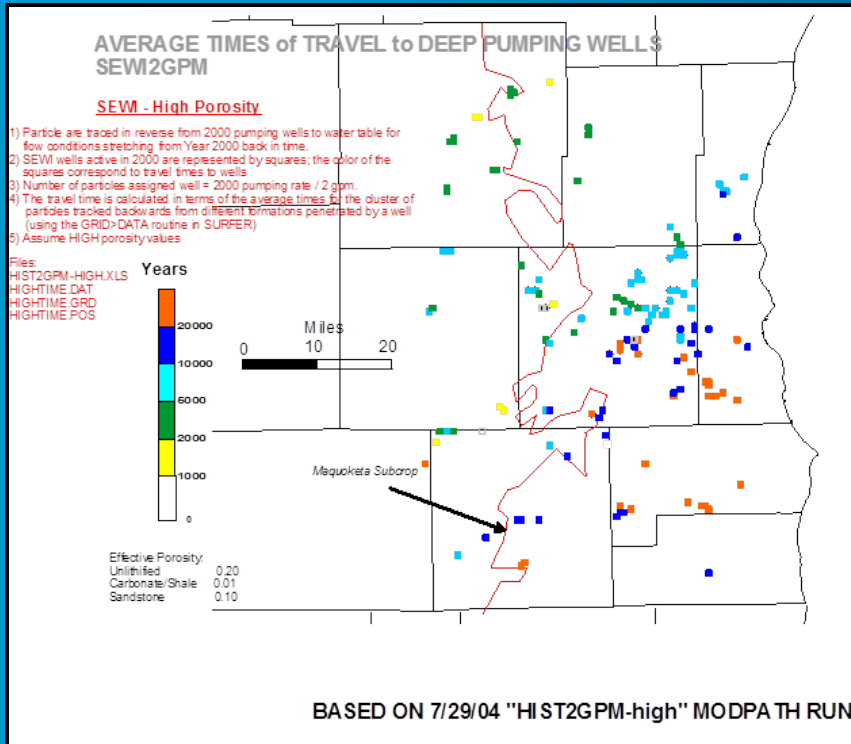 AVERAGE TIMES of TRAVEL to DEEP PUMPING WELLS
SEWI2GPM
SEWI - High Porosity
1) Particle are traced in reverse from 2000 pumping wells to water table for
flow conditions stretching from Year 2000 back in time.
2) SEWI wells active in 2000 are represented by squares; the color of the
squares correspond to travel times to wells
3) Number of particles assigned well = 2000 pumping rate / 2 gpm.
4) The travel time is calculated in terms of the average times for the cluster of
particles tracked backwards from different formations penetrated by a well
(using the GRID>DATA routine in SURFER)
5) Assume HIGH porosity values
Files:
HIST2GPM-HIGH.XLS
HIGHTIME.DAT
HIGHTIME.GRD
HIGHTIME.POS
Years
20000
10000
5000
2000
1000
0
Miles
0 10 20
Maquoketa Subcrop
Effective Porosity:
Unlithified 0.20
Carbonate/Shale 0.01
Sandstone 0.10
BASED ON 7/29/04 "HIST2GPM-high" MODPATH RUN